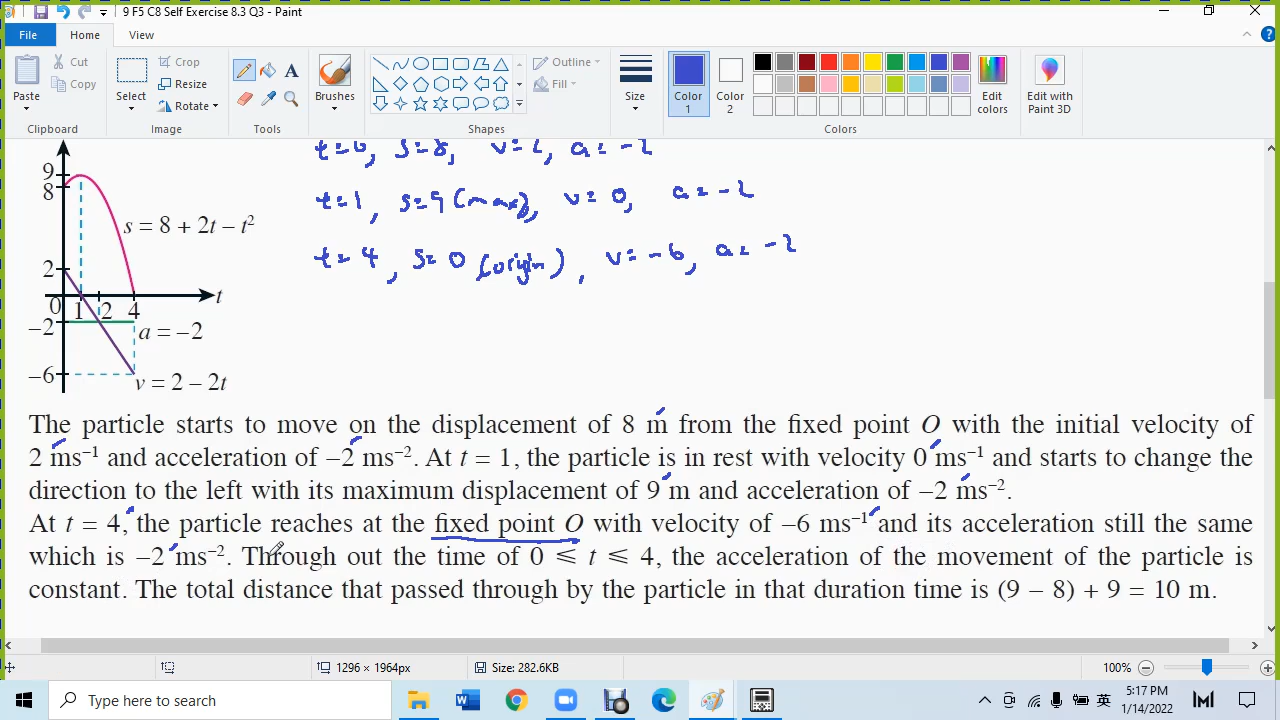 9 F5 C8 Self Exercise 8.3 Q3 - Paint
File Home View
Paste Cut Copy
Clipboard
Select Crop Resize Rotate
Image
Tools
Brushes
Outline Fill
Shapes
Size
Color 1
Color 2
Edit colors
Edit with Paint 3D
Colors
t=0, s=8, v=2, a=-2
t=1, s=9 (max), v=0, a=-2
t=4, s=0 (origin), v=-6, a=-2
9
8
s = 8 + 2t – t²
2
0 1 2 4 t
–2
a = –2
–6
v = 2 – 2t
The particle starts to move on the displacement of 8 m from the fixed point O with the initial velocity of
2 ms⁻¹ and acceleration of –2 ms⁻². At t = 1, the particle is in rest with velocity 0 ms⁻¹ and starts to change the
direction to the left with its maximum displacement of 9 m and acceleration of –2 ms⁻².
At t = 4, the particle reaches at the fixed point O with velocity of –6 ms⁻¹ and its acceleration still the same
which is –2 ms⁻². Through out the time of 0 ⩽ t ⩽ 4, the acceleration of the movement of the particle is
constant. The total distance that passed through by the particle in that duration time is (9 – 8) + 9 = 10 m.
1296 × 1964px
Size: 282.6KB
100%
Type here to search
英
5:17 PM
1/14/2022